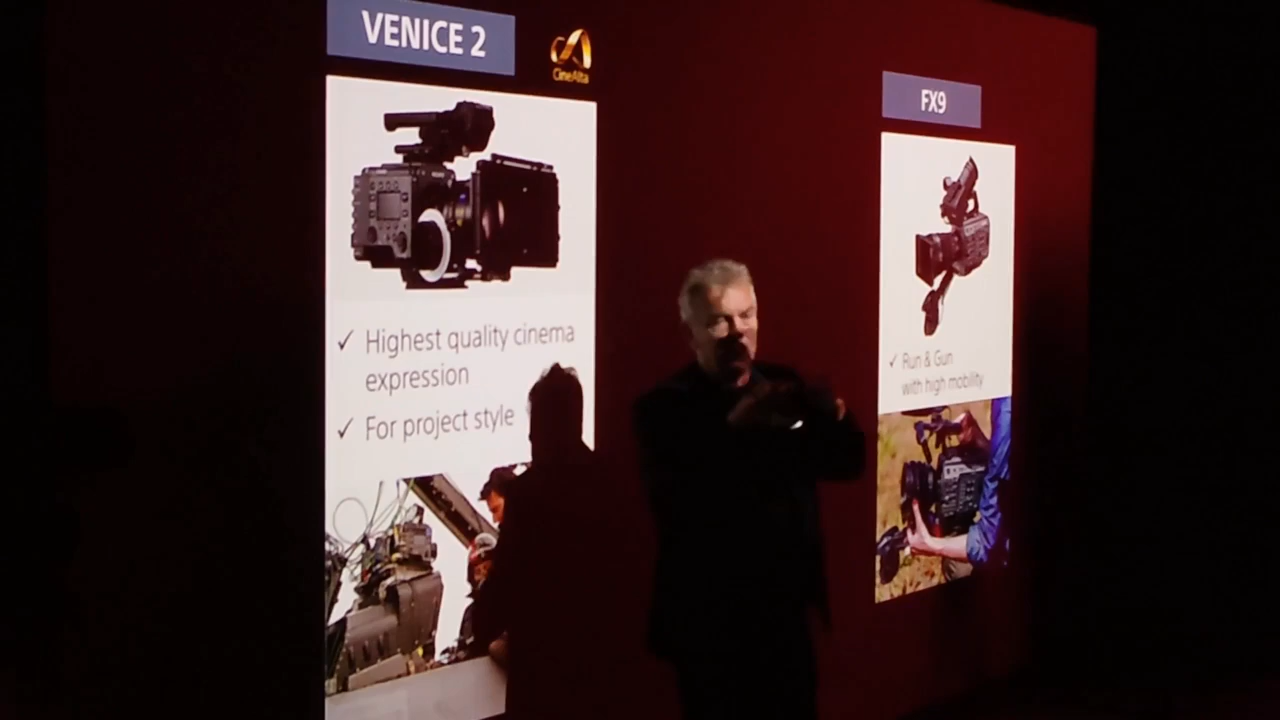 VENICE 2
CineAlta
✓ Highest quality cinema
expression
✓ For project style
FX9
✓ Run & Gun
with high mobility